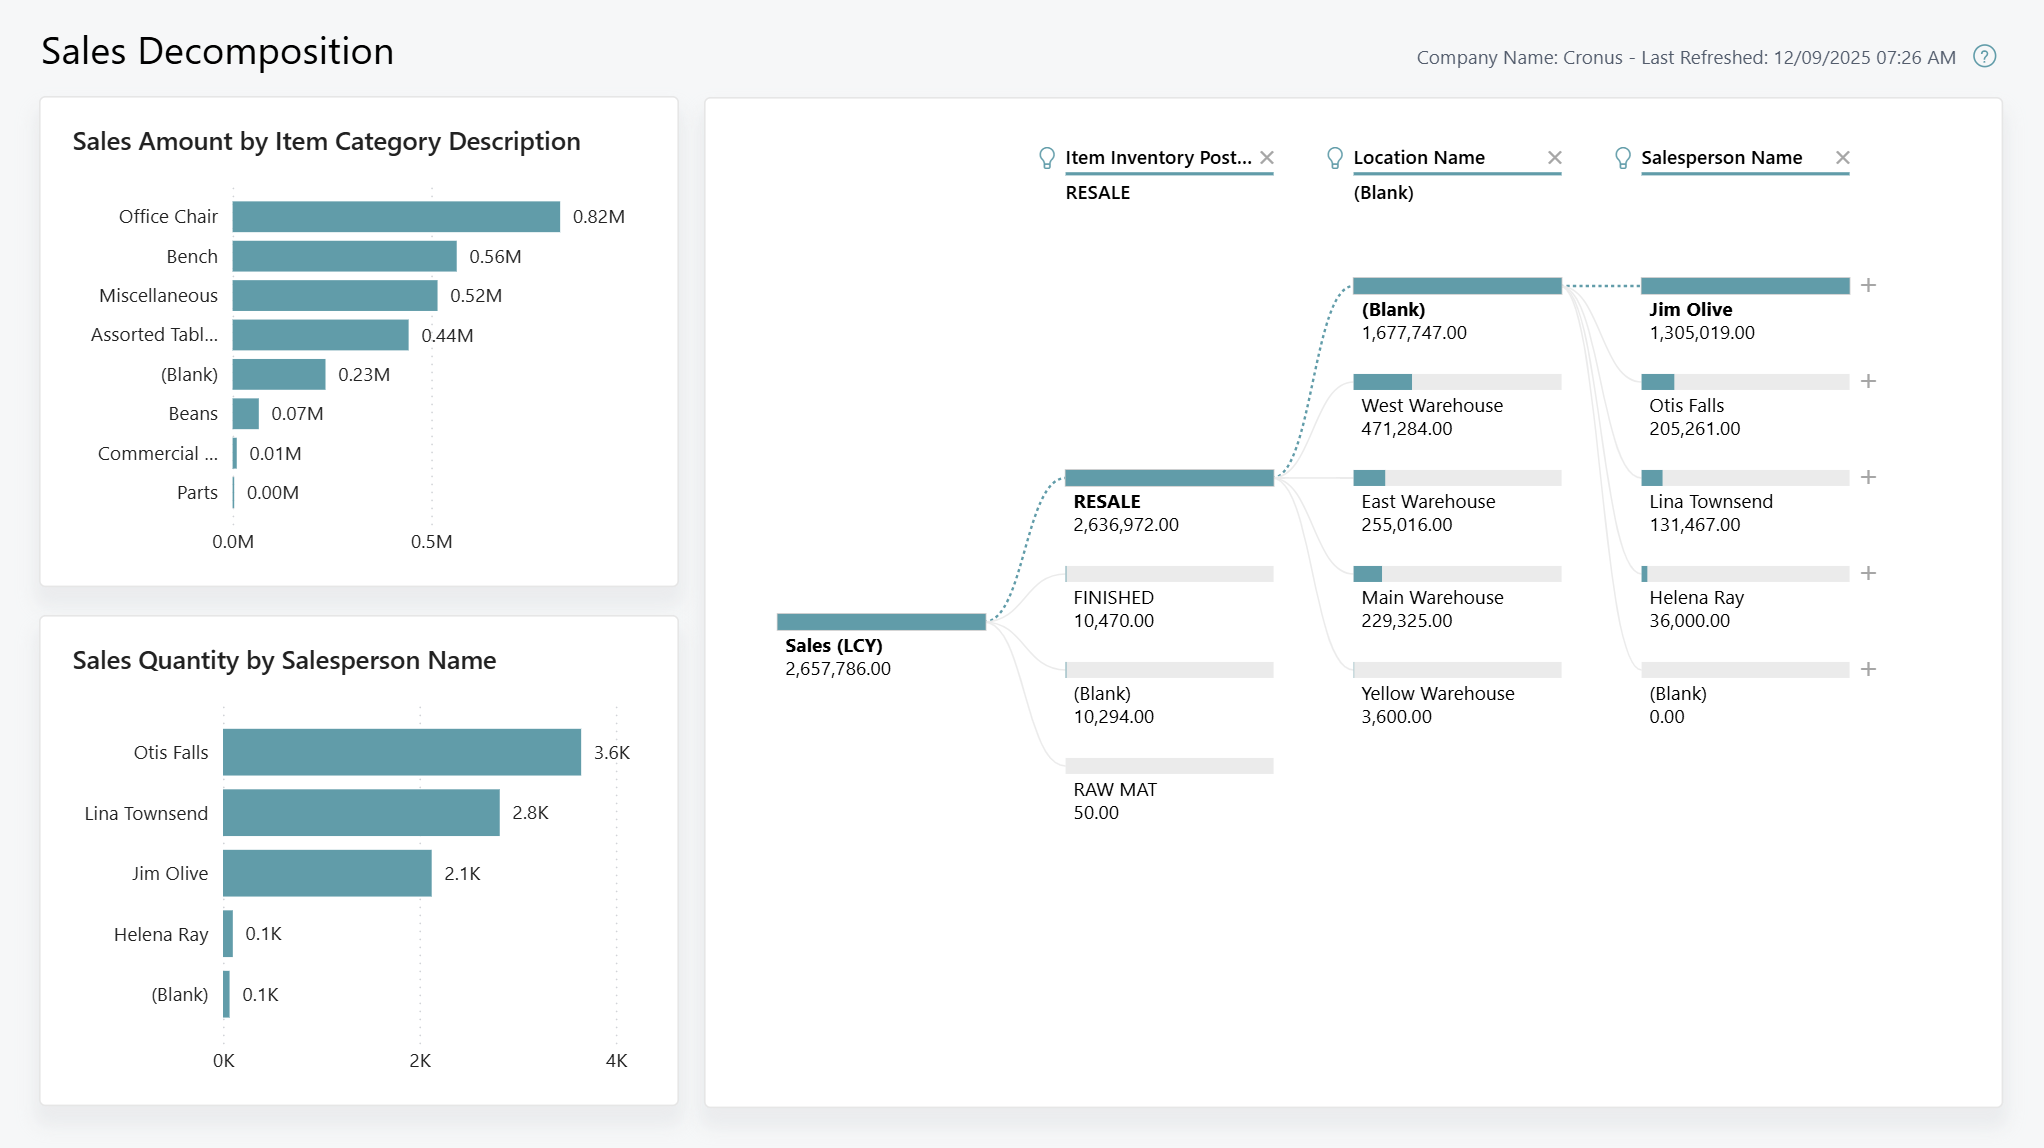 Sales Decomposition
Company Name: Cronus - Last Refreshed: 12/09/2025 07:26 AM
?
Sales Amount by Item Category Description
Office Chair
0.82M
Bench
0.56M
Miscellaneous
0.52M
Assorted Tabl...
0.44M
(Blank)
0.23M
Beans
0.07M
Commercial ...
0.01M
Parts
0.00M
0.0M
0.5M
Sales Quantity by Salesperson Name
Otis Falls
3.6K
Lina Townsend
2.8K
Jim Olive
2.1K
Helena Ray
0.1K
(Blank)
0.1K
0K
2K
4K
Item Inventory Post...
RESALE
Location Name
(Blank)
Salesperson Name
Sales (LCY)
2,657,786.00
RESALE
2,636,972.00
FINISHED
10,470.00
(Blank)
10,294.00
RAW MAT
50.00
(Blank)
1,677,747.00
West Warehouse
471,284.00
East Warehouse
255,016.00
Main Warehouse
229,325.00
Yellow Warehouse
3,600.00
Jim Olive
1,305,019.00
Otis Falls
205,261.00
Lina Townsend
131,467.00
Helena Ray
36,000.00
(Blank)
0.00